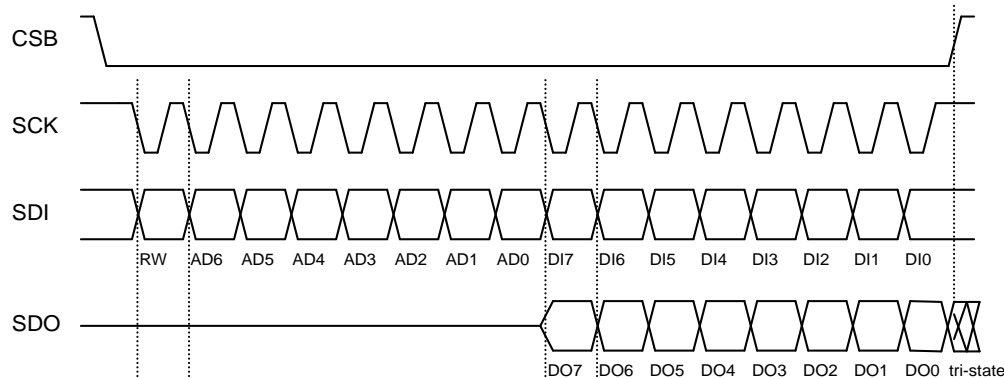 CSB
SCK
SDI
RW AD6 AD5 AD4 AD3 AD2 AD1 AD0 DI7 DI6 DI5 DI4 DI3 DI2 DI1 DI0
SDO
DO7 DO6 DO5 DO4 DO3 DO2 DO1 DO0 tri-state